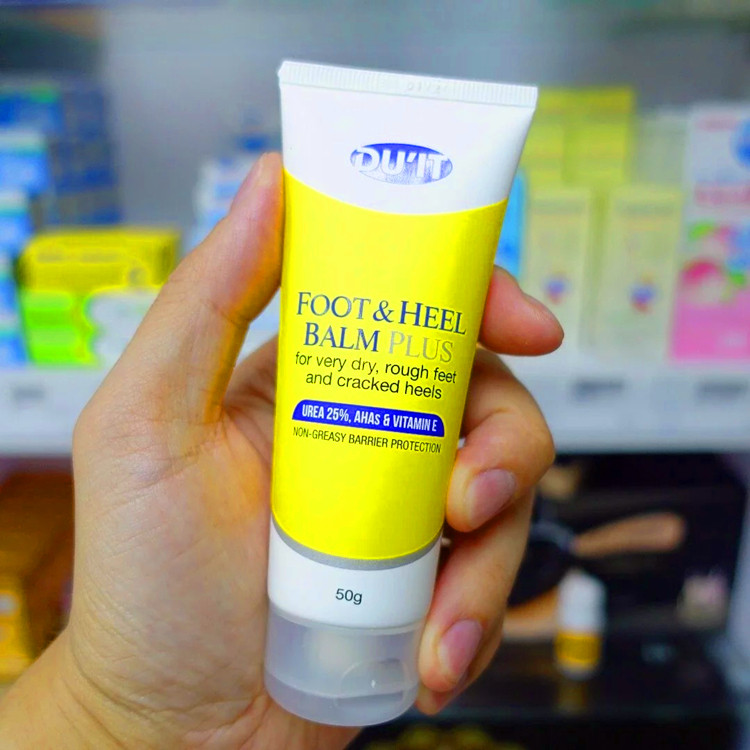 DU'IT
FOOT & HEEL
BALM PLUS
for very dry, rough feet
and cracked heels
UREA 25%, AHAS & VITAMIN E
NON-GREASY BARRIER PROTECTION
50g